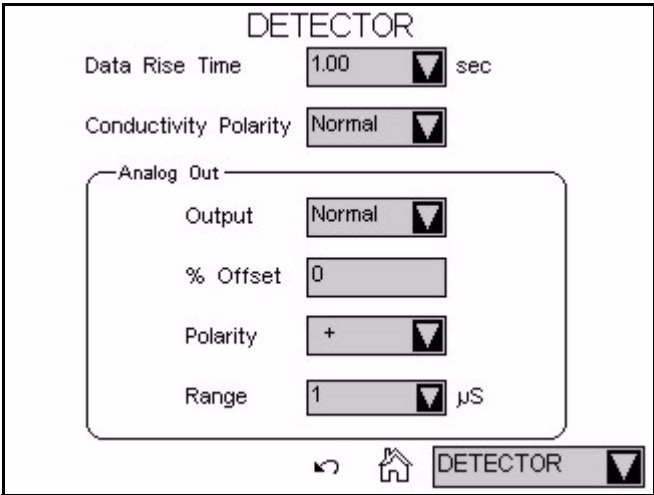 DETECTOR
Data Rise Time 1.00 sec
Conductivity Polarity Normal
Analog Out
Output Normal
% Offset 0
Polarity +
Range 1 µS
DETECTOR